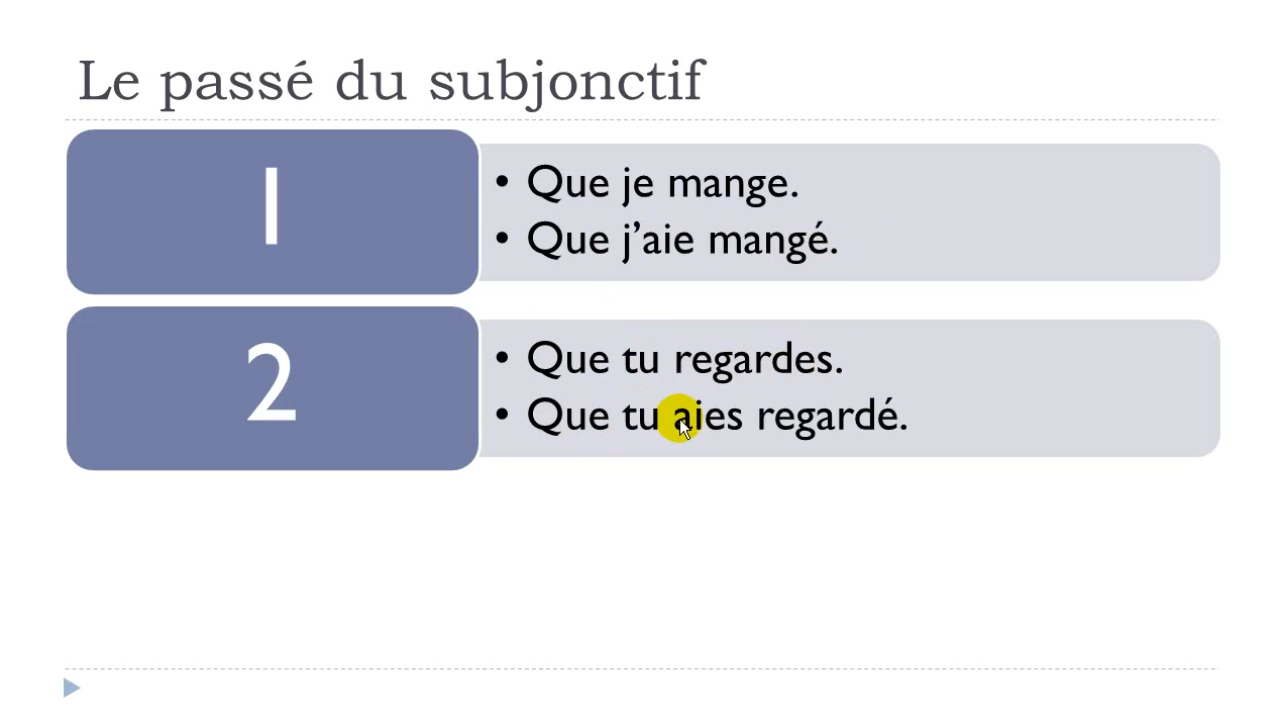 Le passé du subjonctif
1
• Que je mange.
• Que j’aie mangé.
2
• Que tu regardes.
• Que tu aies regardé.